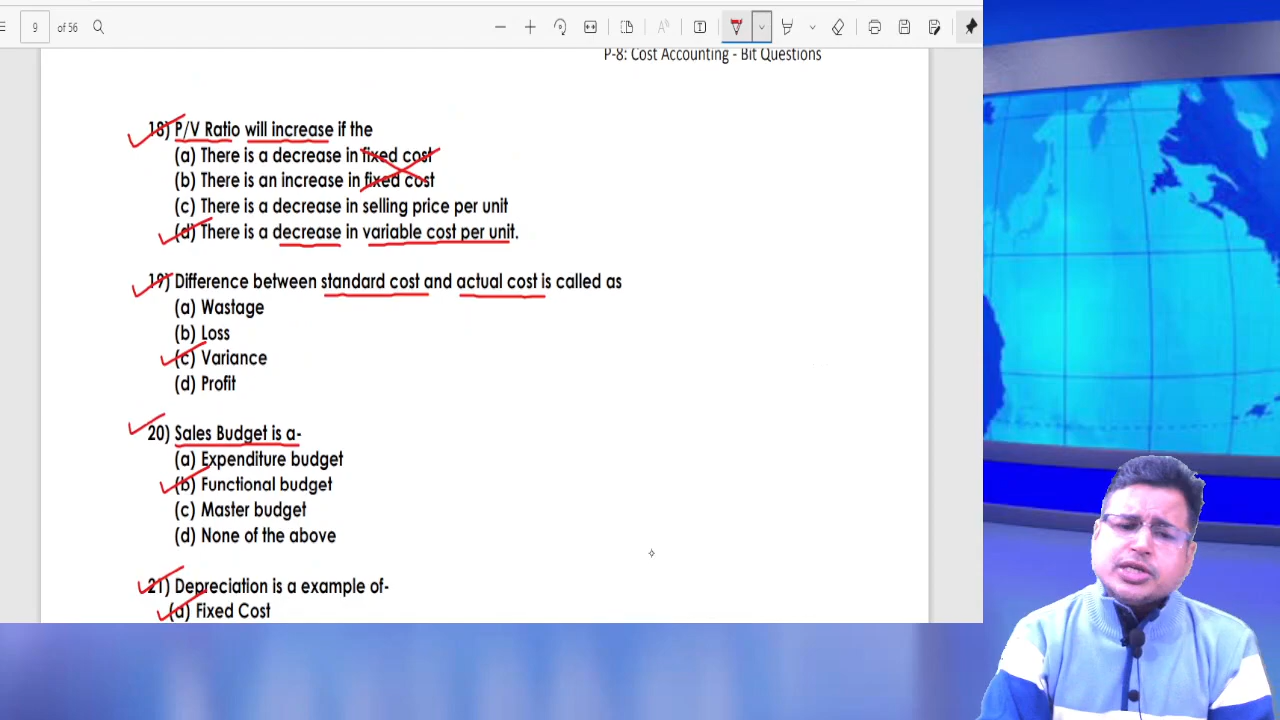 9 of 56
P-8: Cost Accounting - Bit Questions
18) P/V Ratio will increase if the
(a) There is a decrease in fixed cost
(b) There is an increase in fixed cost
(c) There is a decrease in selling price per unit
(d) There is a decrease in variable cost per unit.
19) Difference between standard cost and actual cost is called as
(a) Wastage
(b) Loss
(c) Variance
(d) Profit
20) Sales Budget is a-
(a) Expenditure budget
(b) Functional budget
(c) Master budget
(d) None of the above
21) Depreciation is a example of-
(a) Fixed Cost